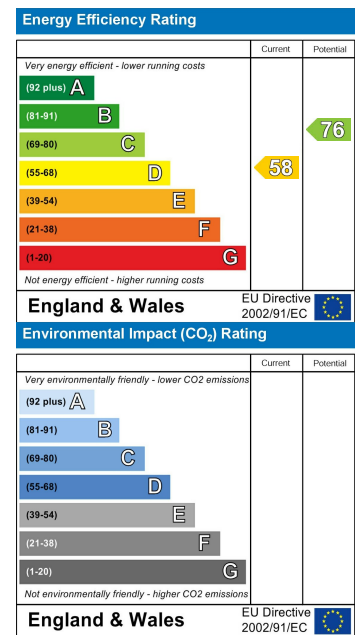 Energy Efficiency Rating
Current Potential
Very energy efficient - lower running costs
(92 plus) A
(81-91) B
(69-80) C
(55-68) D
(39-54) E
(21-38) F
(1-20) G
58
76
Not energy efficient - higher running costs
England & Wales
EU Directive
2002/91/EC
Environmental Impact (CO₂) Rating
Current Potential
Very environmentally friendly - lower CO2 emissions
(92 plus) A
(81-91) B
(69-80) C
(55-68) D
(39-54) E
(21-38) F
(1-20) G
Not environmentally friendly - higher CO2 emissions
England & Wales
EU Directive
2002/91/EC